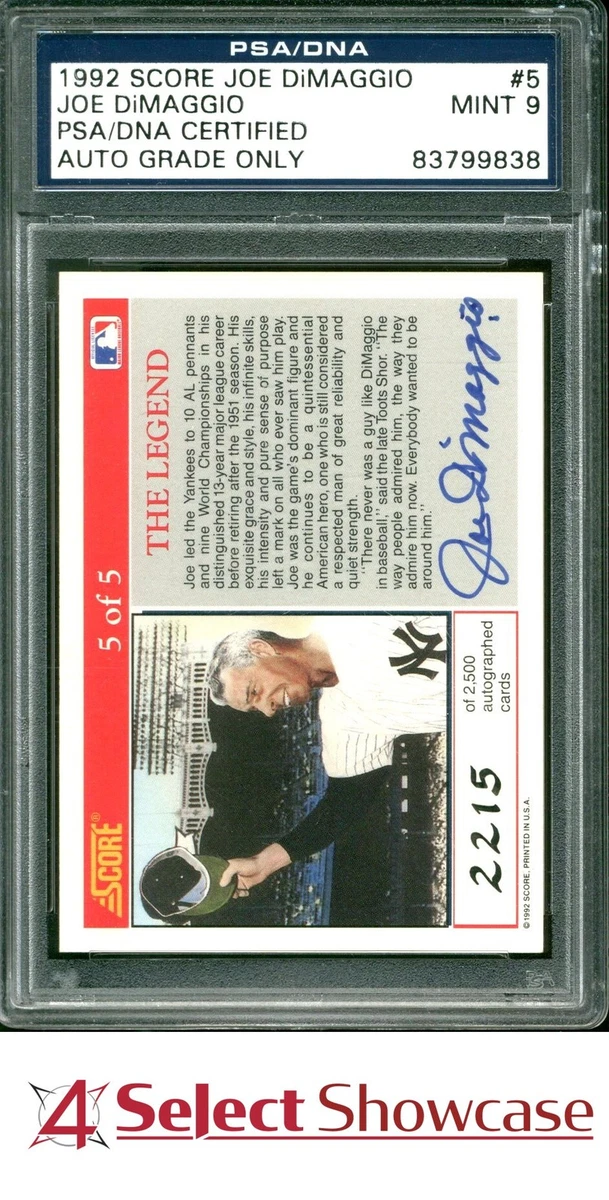 PSA/DNA
1992 SCORE JOE DiMAGGIO #5
JOE DiMAGGIO MINT 9
PSA/DNA CERTIFIED
AUTO GRADE ONLY 83799838
SCORE® 5 of 5
THE LEGEND
Joe led the Yankees to 10 AL pennants
and nine World Championships in his
distinguished 13-year major league career
before retiring after the 1951 season. His
exquisite grace and style, his infinite skills,
his intensity and pure sense of purpose
left a mark on all who ever saw him play.
Joe was the game's dominant figure and
he continues to be a quintessential
American hero, one who is still considered
a respected man of great reliability and
quiet strength.
"There never was a guy like DiMaggio
in baseball," said the late Toots Shor. "The
way people admired him, the way they
admire him now. Everybody wanted to be
around him."
Joe DiMaggio
NY
2215
of 2,500
autographed
cards
©1992 SCORE, PRINTED IN U.S.A.
4 Select Showcase